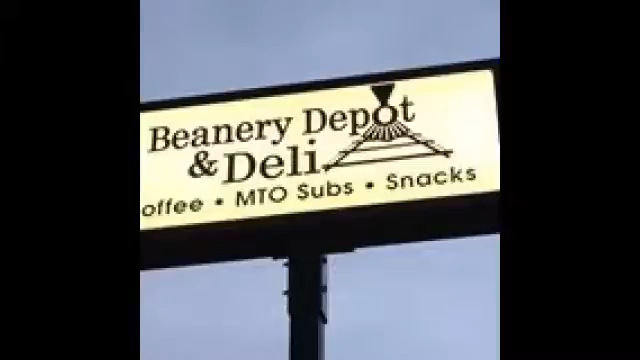 Beanery Depot
& Deli
offee • MTO Subs • Snacks